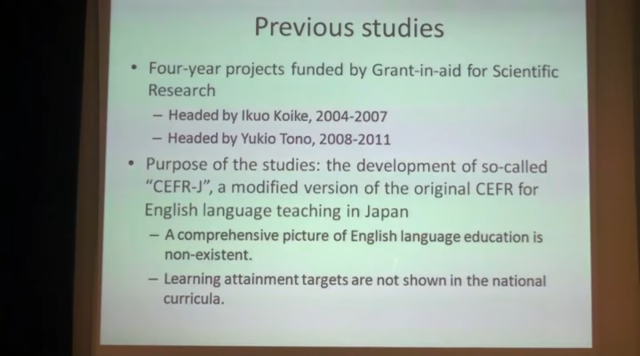 Previous studies
• Four-year projects funded by Grant-in-aid for Scientific
Research
– Headed by Ikuo Koike, 2004-2007
– Headed by Yukio Tono, 2008-2011
• Purpose of the studies: the development of so-called
“CEFR-J”, a modified version of the original CEFR for
English language teaching in Japan
– A comprehensive picture of English language education is
non-existent.
– Learning attainment targets are not shown in the national
curricula.